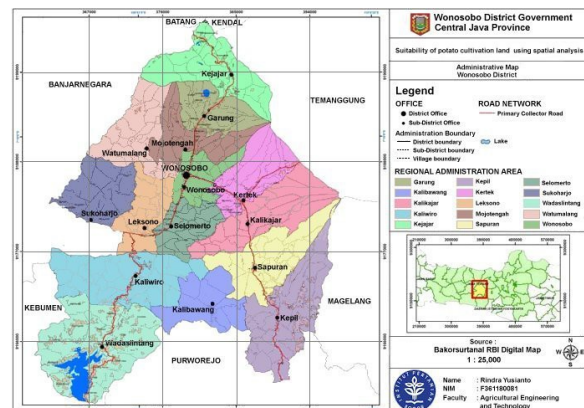 BATANG
KENDAL
BANJARNEGARA
TEMANGGUNG
Kejajar
Garung
Mojotengah
Watumalang
WONOSOBO
Wonosobo
Kertek
Sukoharjo
Leksono
Selomerto
Kalikajar
Sapuran
Kaliwiro
KEBUMEN
MAGELANG
Kalibawang
Kepil
Wadaslintang
PURWOREJO
Wonosobo District Government
Central Java Province
Suitability of potato cultivation land using spatial analysis
Administrative Map
Wonosobo District
Legend
OFFICE
District Office
Sub-District Office
ROAD NETWORK
Primary Collector Road
Administration Boundary
District boundary
Sub-District boundary
Village boundary
Lake
REGIONAL ADMINISTRATION AREA
Garung
Kalibawang
Kalikajar
Kaliwiro
Kejajar
Kepil
Kertek
Leksono
Mojotengah
Sapuran
Selomerto
Sukoharjo
Wadaslintang
Watumalang
Wonosobo
Source :
Bakorsurtanal RBI Digital Map
1 : 25,000
N
W E
S
Name : Rindra Yusianto
NIM : F361180081
Faculty : Agricultural Engineering
and Technology